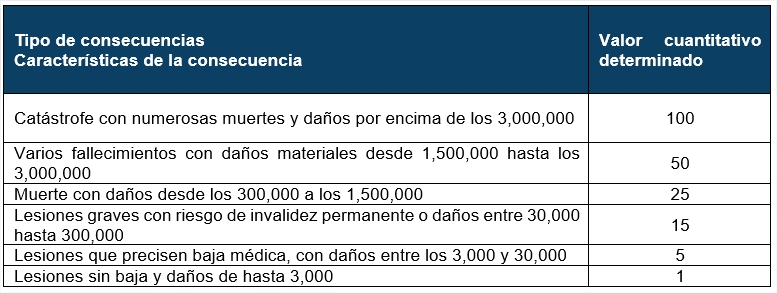 Tipo de consecuencias
Características de la consecuencia
Valor cuantitativo
determinado
Catástrofe con numerosas muertes y daños por encima de los 3,000,000
100
Varios fallecimientos con daños materiales desde 1,500,000 hasta los
3,000,000
50
Muerte con daños desde los 300,000 a los 1,500,000
25
Lesiones graves con riesgo de invalidez permanente o daños entre 30,000
hasta 300,000
15
Lesiones que precisen baja médica, con daños entre los 3,000 y 30,000
5
Lesiones sin baja y daños de hasta 3,000
1